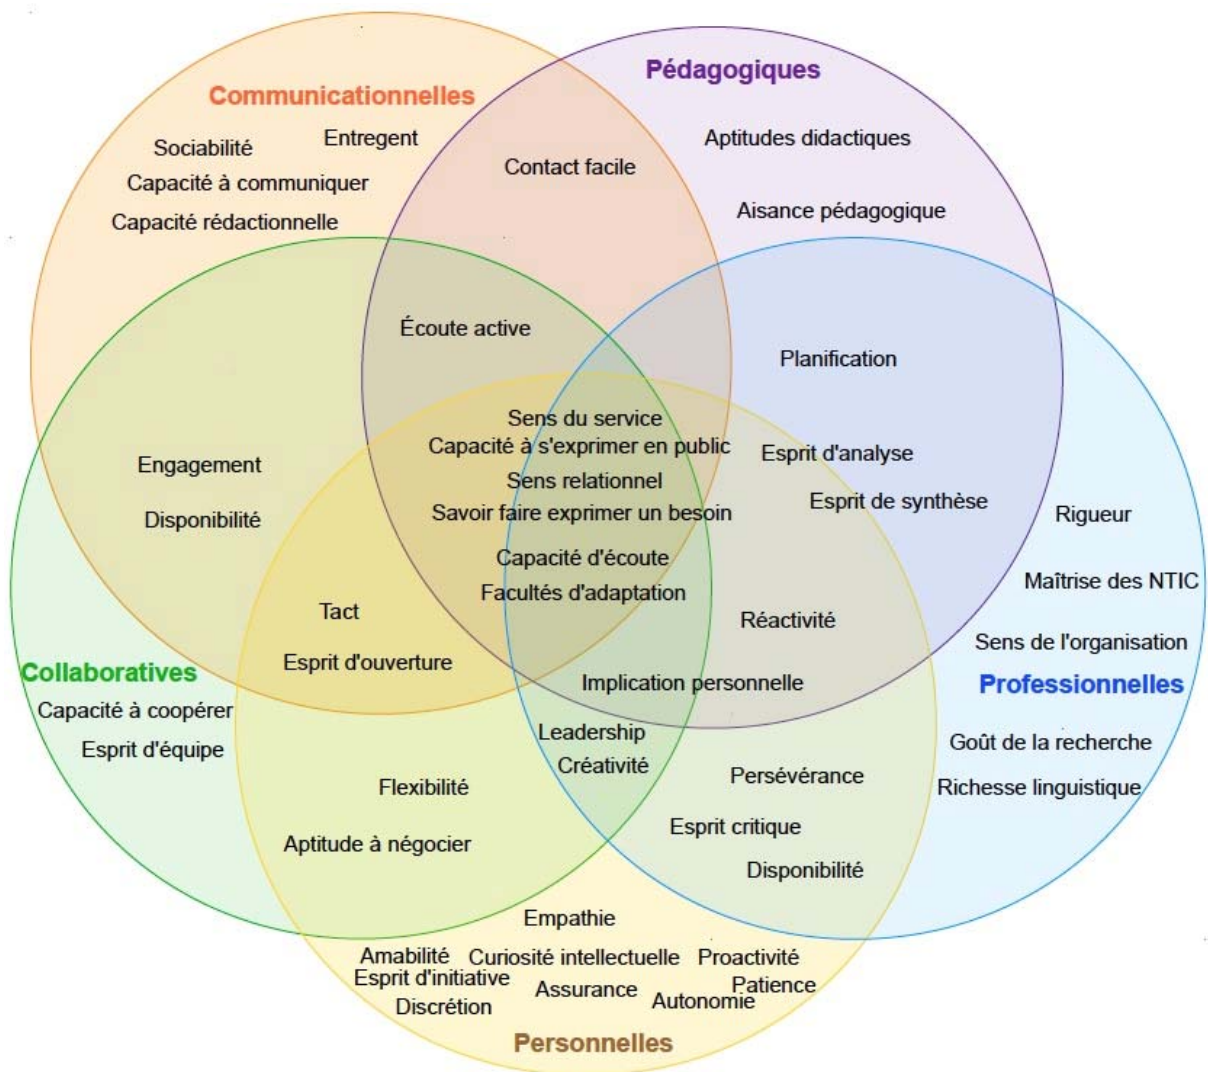 Pédagogiques
Communicationnelles
Entregent
Aptitudes didactiques
Sociabilité
Contact facile
Capacité à communiquer
Aisance pédagogique
Capacité rédactionnelle
Écoute active
Planification
Sens du service
Capacité à s'exprimer en public
Esprit d'analyse
Engagement
Sens relationnel
Esprit de synthèse
Disponibilité
Savoir faire exprimer un besoin
Rigueur
Capacité d'écoute
Maîtrise des NTIC
Facultés d'adaptation
Tact
Réactivité
Sens de l'organisation
Esprit d'ouverture
Collaboratives
Implication personnelle
Professionnelles
Capacité à coopérer
Leadership
Esprit d'équipe
Goût de la recherche
Créativité
Persévérance
Flexibilité
Richesse linguistique
Esprit critique
Aptitude à négocier
Disponibilité
Empathie
Amabilité
Curiosité intellectuelle
Proactivité
Esprit d'initiative
Patience
Assurance
Autonomie
Discrétion
Personnelles